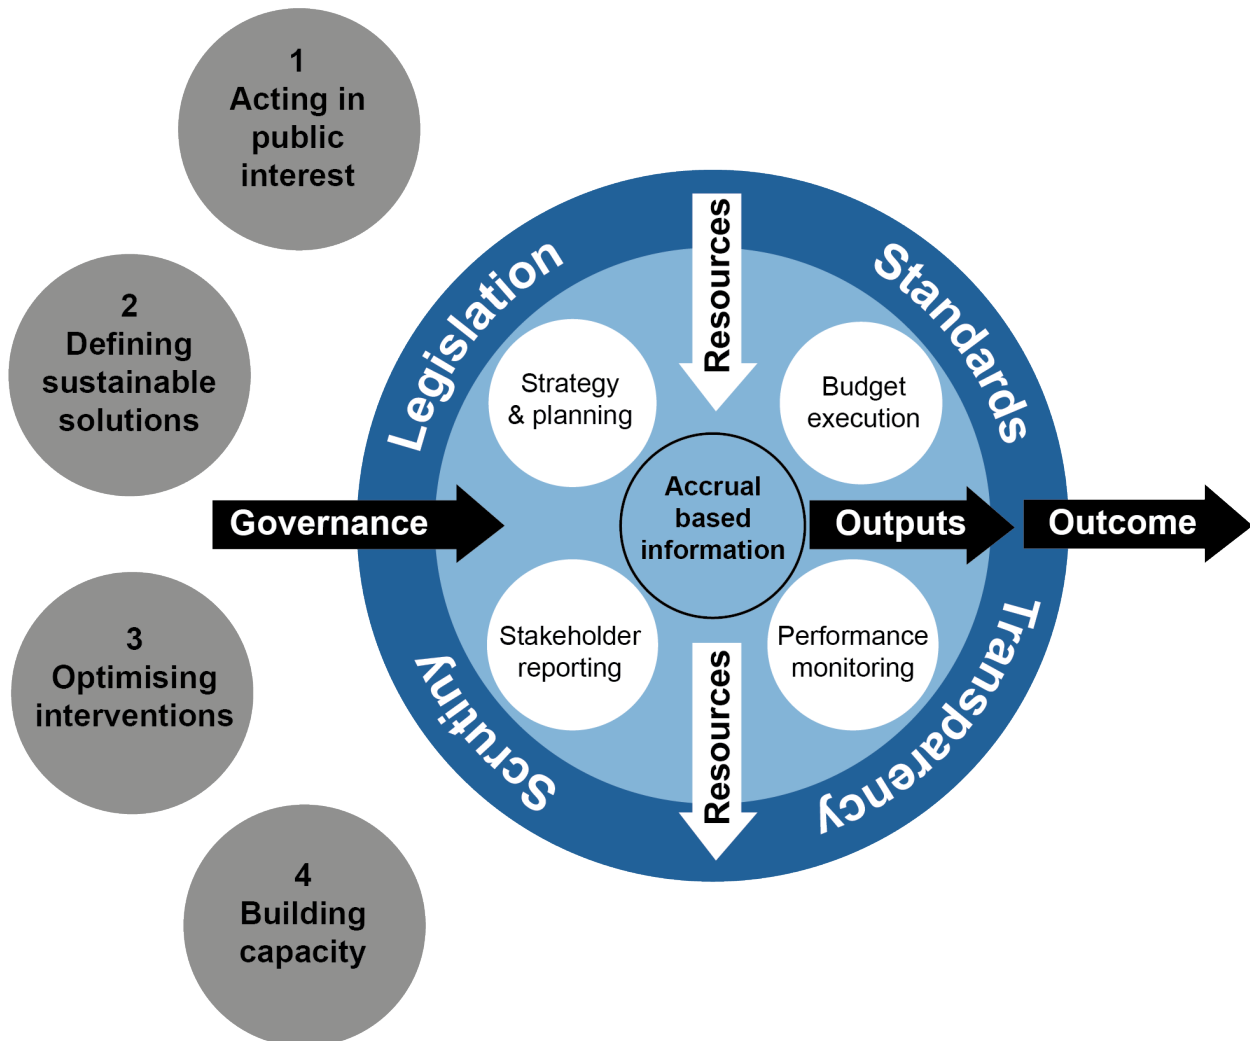 1
Acting in
public
interest
2
Defining
sustainable
solutions
3
Optimising
interventions
4
Building
capacity
Governance
Legislation
Standards
Scrutiny
Transparency
Resources
Strategy
& planning
Budget
execution
Accrual
based
information
Outputs
Outcome
Stakeholder
reporting
Performance
monitoring
Resources